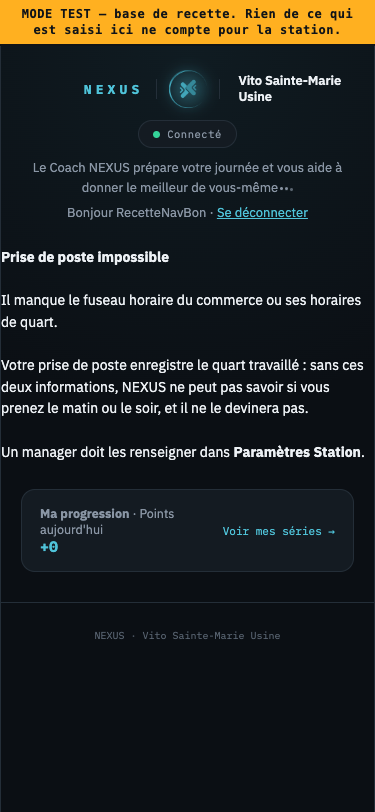 MODE TEST — base de recette. Rien de ce qui
est saisi ici ne compte pour la station.
NEXUS
Vito Sainte-Marie
Usine
Connecté
Le Coach NEXUS prépare votre journée et vous aide à
donner le meilleur de vous-même
Bonjour RecetteNavBon · Se déconnecter
Prise de poste impossible
Il manque le fuseau horaire du commerce ou ses horaires
de quart.
Votre prise de poste enregistre le quart travaillé : sans ces
deux informations, NEXUS ne peut pas savoir si vous
prenez le matin ou le soir, et il ne le devinera pas.
Un manager doit les renseigner dans Paramètres Station.
Ma progression · Points
aujourd'hui
+0
Voir mes séries →
NEXUS · Vito Sainte-Marie Usine